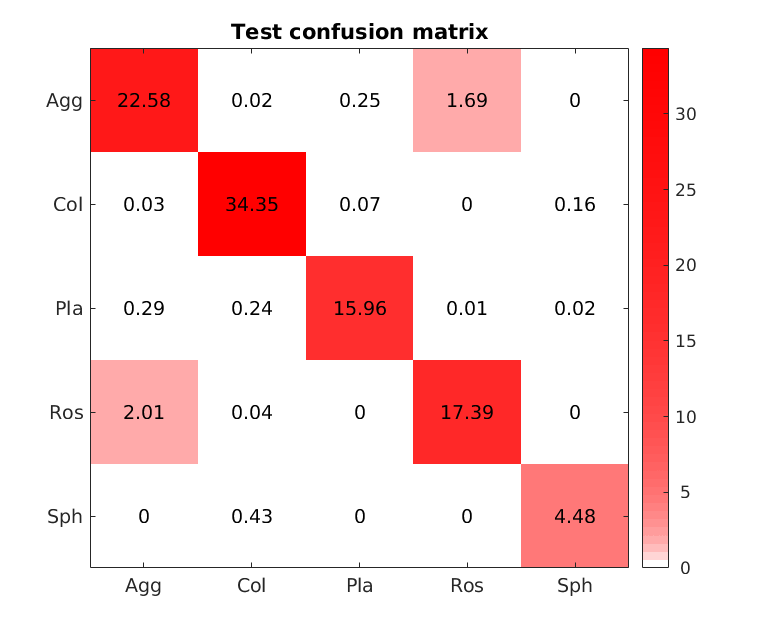 Test confusion matrix
Agg 22.58 0.02 0.25 1.69 0
Col 0.03 34.35 0.07 0 0.16
Pla 0.29 0.24 15.96 0.01 0.02
Ros 2.01 0.04 0 17.39 0
Sph 0 0.43 0 0 4.48
Agg Col Pla Ros Sph
30
25
20
15
10
5
0